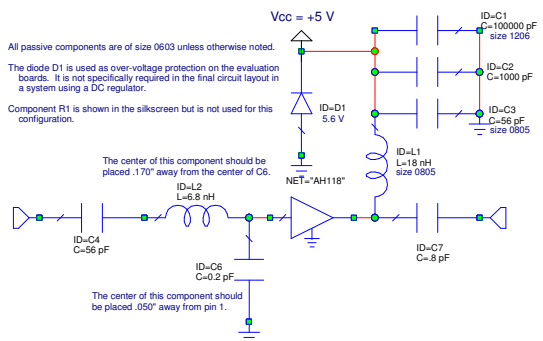 Vcc = +5 V
ID=C1
C=100000 pF
size 1206
All passive components are of size 0603 unless otherwise noted.
The diode D1 is used as over-voltage protection on the evaluation
boards. It is not specifically required in the final circuit layout in
a system using a DC regulator.
Component R1 is shown in the silkscreen but is not used for this
configuration.
ID=C2
C=1000 pF
ID=D1
5.6 V
ID=C3
C=56 pF
size 0805
ID=L1
L=18 nH
size 0805
The center of this component should be
placed .170" away from the center of C6.
NET="AH118"
ID=L2
L=6.8 nH
ID=C4
C=56 pF
ID=C7
C=.8 pF
ID=C6
C=0.2 pF
The center of this component should
be placed .050" away from pin 1.